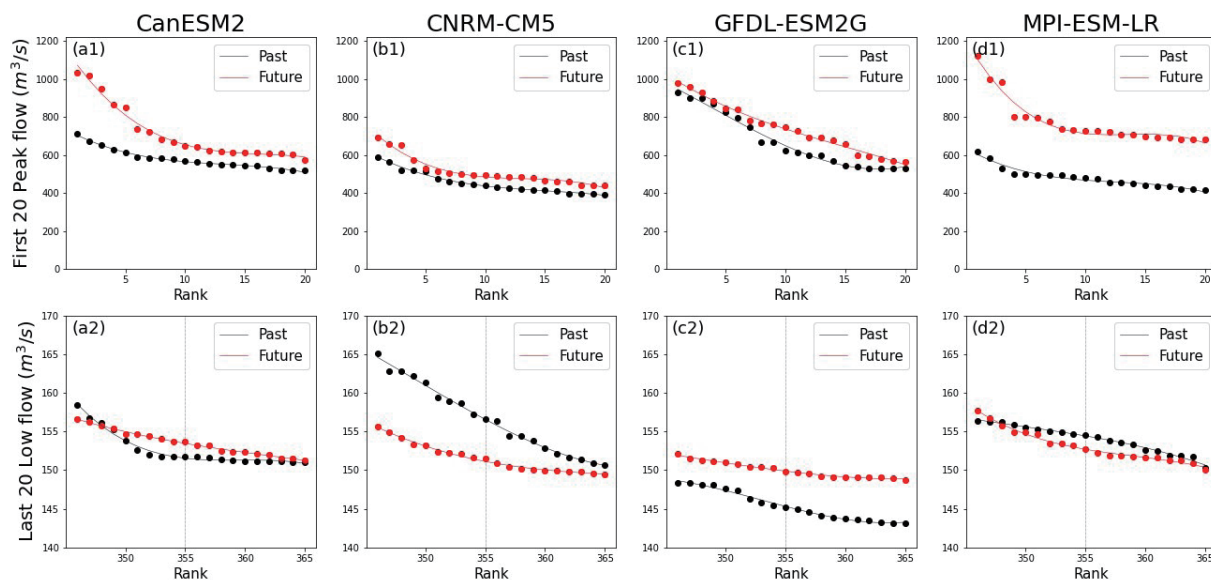 CanESM2
CNRM-CM5
GFDL-ESM2G
MPI-ESM-LR
First 20 Peak flow (m³/s)
(a1)
Past
Future
1200
1000
800
600
400
200
0
5
10
15
20
Rank
(b1)
Past
Future
1200
1000
800
600
400
200
0
5
10
15
20
Rank
(c1)
Past
Future
1200
1000
800
600
400
200
0
5
10
15
20
Rank
(d1)
Past
Future
1200
1000
800
600
400
200
0
5
10
15
20
Rank
Last 20 Low flow (m³/s)
(a2)
Past
Future
170
165
160
155
150
145
140
350
355
360
365
Rank
(b2)
Past
Future
170
165
160
155
150
145
140
350
355
360
365
Rank
(c2)
Past
Future
170
165
160
155
150
145
140
350
355
360
365
Rank
(d2)
Past
Future
170
165
160
155
150
145
140
350
355
360
365
Rank